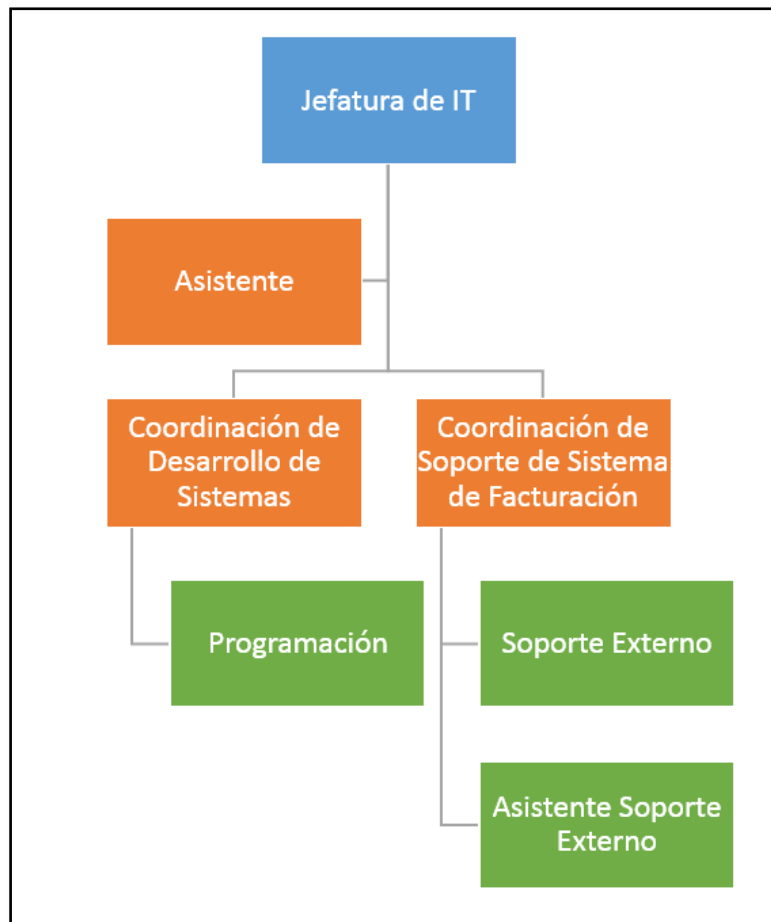 Jefatura de IT
Asistente
Coordinación de
Desarrollo de
Sistemas
Coordinación de
Soporte de Sistema
de Facturación
Programación
Soporte Externo
Asistente Soporte
Externo